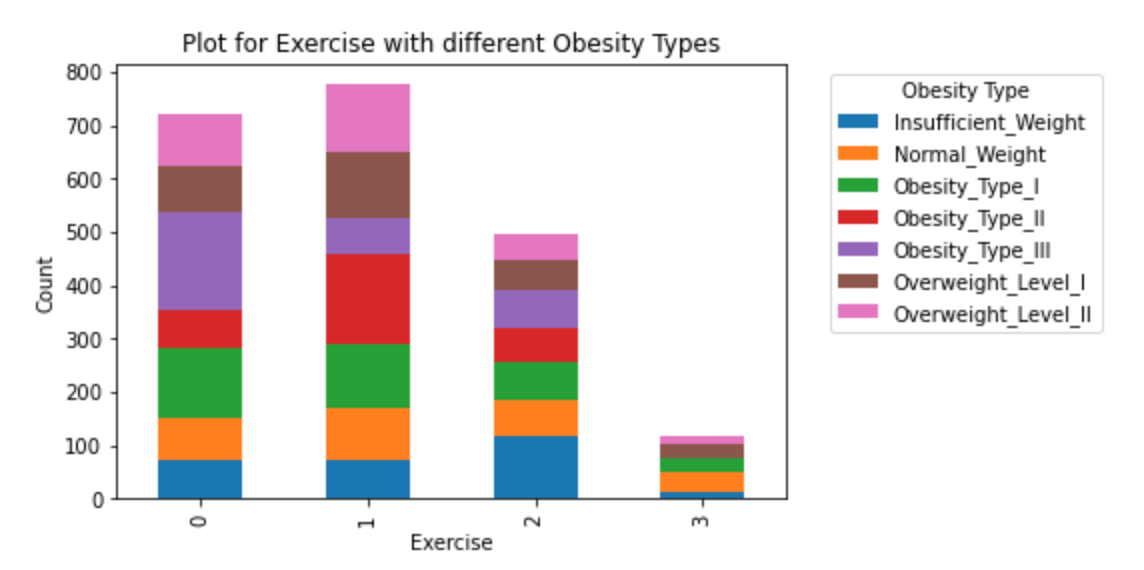 Plot for Exercise with different Obesity Types
800
700
600
500
400
300
200
100
0
Count
0
1
2
3
Exercise
Obesity Type
Insufficient_Weight
Normal_Weight
Obesity_Type_I
Obesity_Type_II
Obesity_Type_III
Overweight_Level_I
Overweight_Level_II